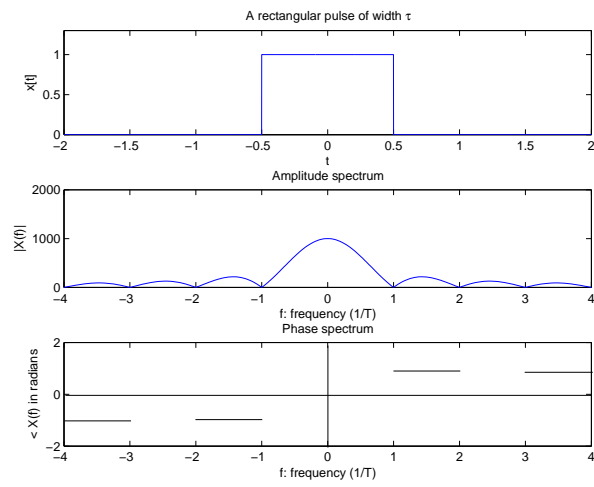 A rectangular pulse of width τ
x[t]
1
0.5
0
−2 −1.5 −1 −0.5 0 0.5 1 1.5 2
t
Amplitude spectrum
|X(f)|
2000
1000
0
−4 −3 −2 −1 0 1 2 3 4
f: frequency (1/T)
Phase spectrum
< X(f) in radians
2
0
−2
−4 −3 −2 −1 0 1 2 3 4
f: frequency (1/T)